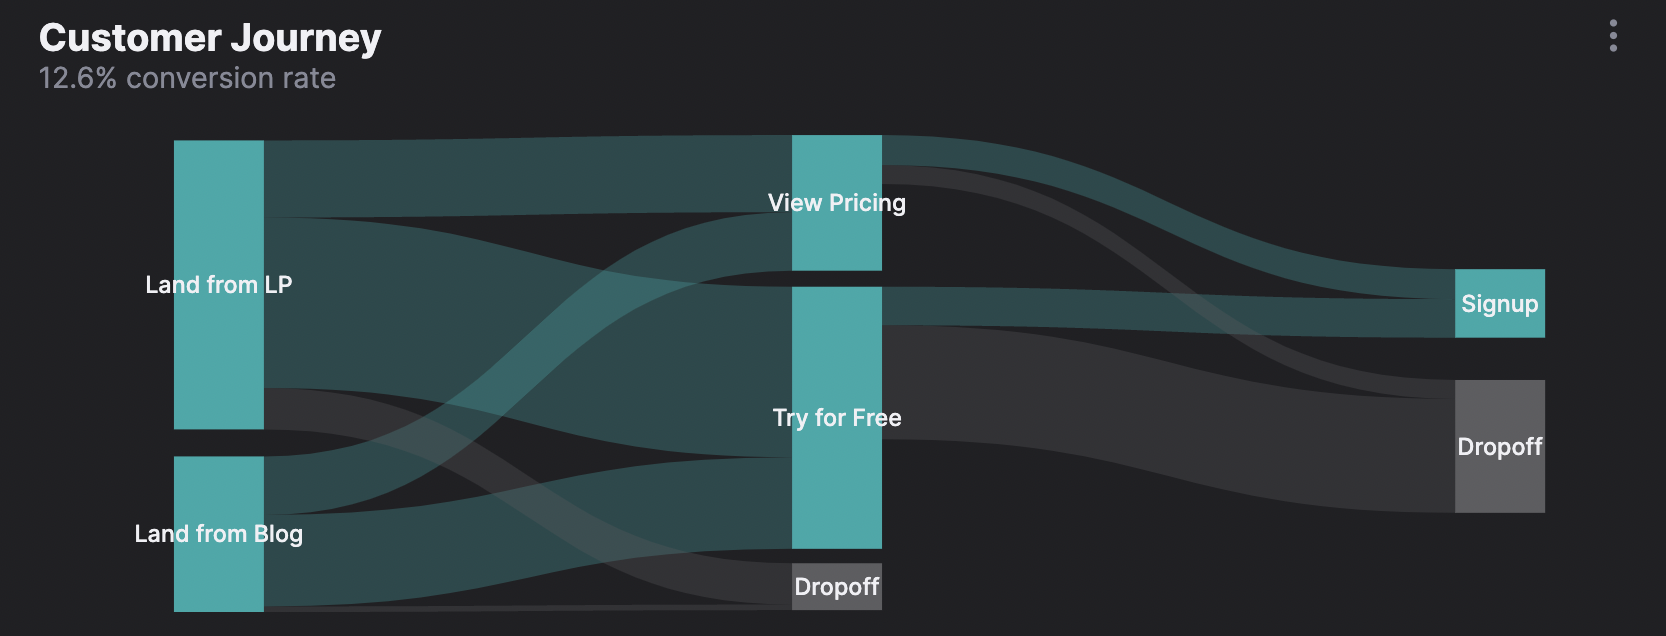 Customer Journey
12.6% conversion rate
View Pricing
Land from LP
Signup
Try for Free
Dropoff
Land from Blog
Dropoff